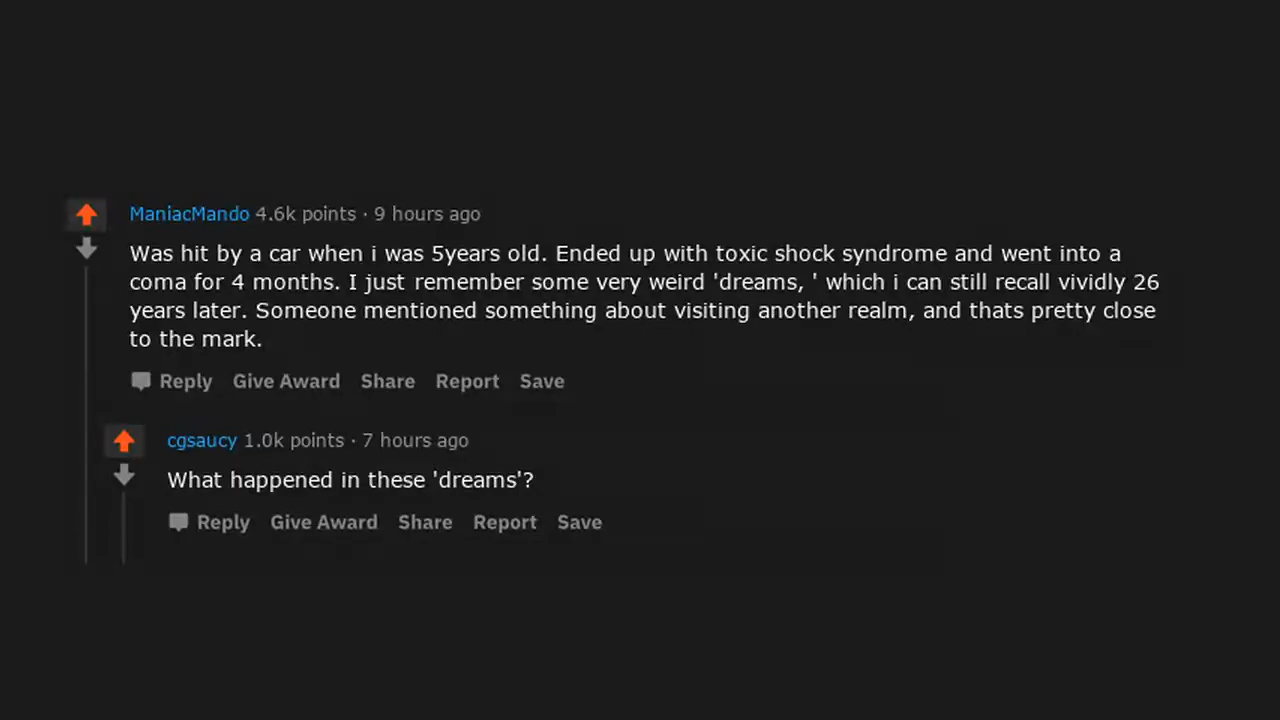 ManiacMando 4.6k points · 9 hours ago
Was hit by a car when i was 5years old. Ended up with toxic shock syndrome and went into a
coma for 4 months. I just remember some very weird 'dreams, ' which i can still recall vividly 26
years later. Someone mentioned something about visiting another realm, and thats pretty close
to the mark.
Reply Give Award Share Report Save
cgsaucy 1.0k points · 7 hours ago
What happened in these 'dreams'?
Reply Give Award Share Report Save